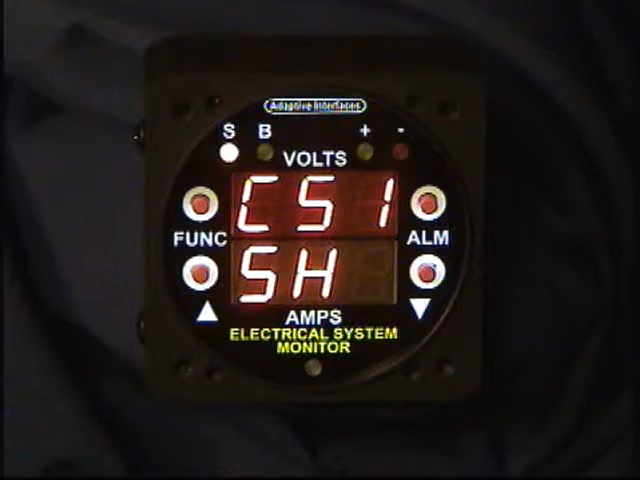 Adaptive Interfaces
S B + -
VOLTS
CS1
FUNC ALM
SH
AMPS
ELECTRICAL SYSTEM
MONITOR